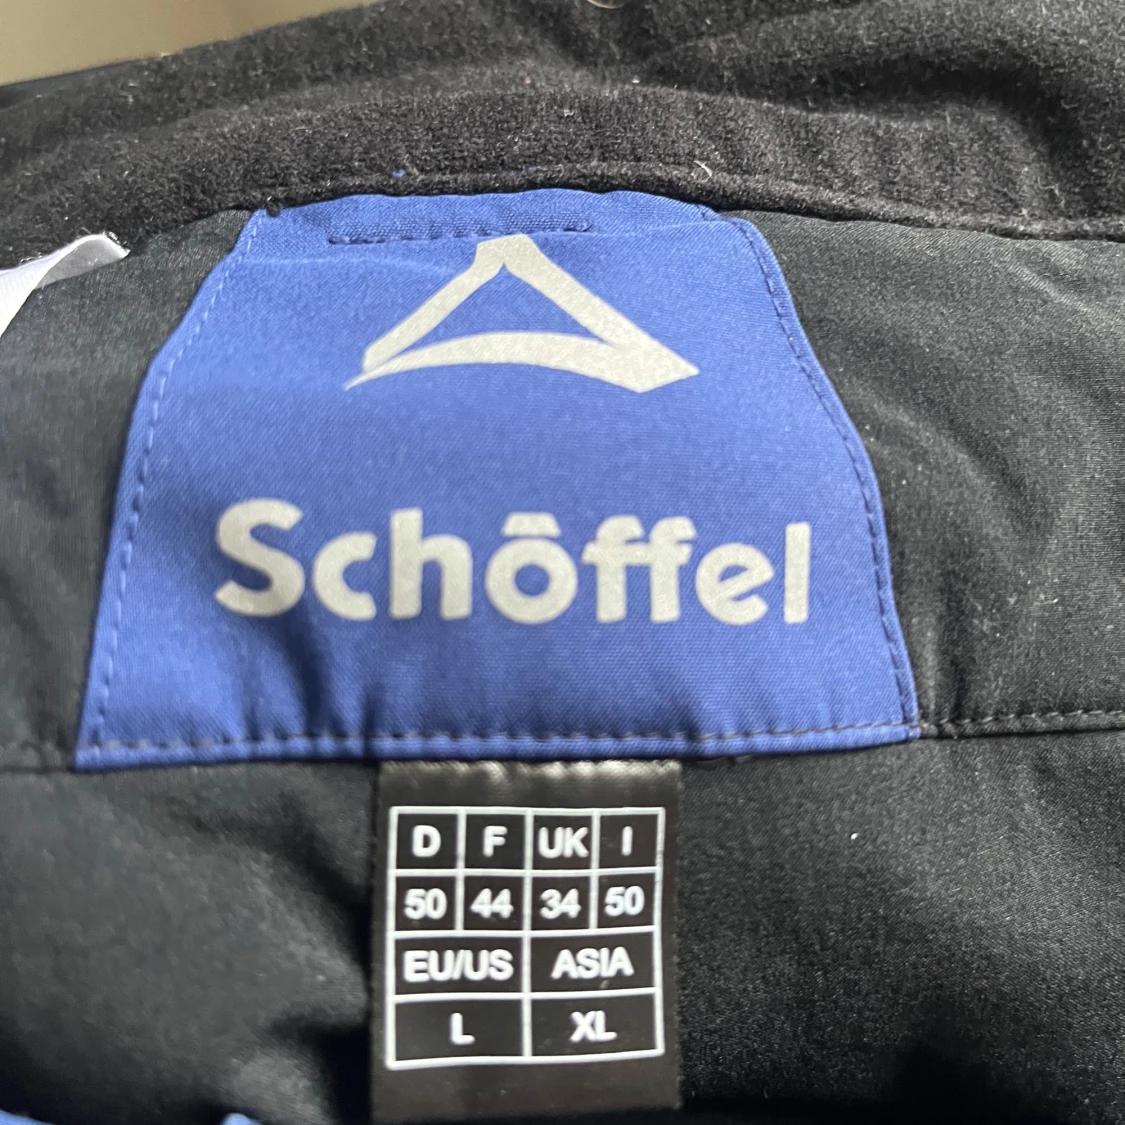 Schöffel
D F UK I
50 44 34 50
EU/US ASIA
L XL